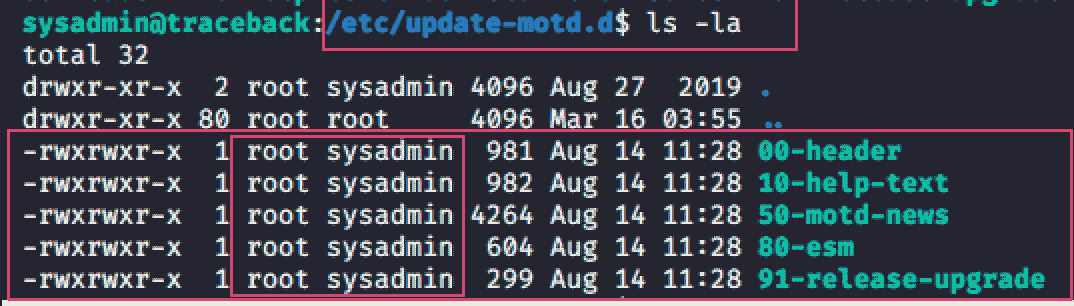 sysadmin@traceback:/etc/update-motd.d$ ls -la
total 32
drwxr-xr-x  2 root sysadmin 4096 Aug 27  2019 .
drwxr-xr-x 80 root root     4096 Mar 16 03:55 ..
-rwxrwxr-x  1 root sysadmin  981 Aug 14 11:28 00-header
-rwxrwxr-x  1 root sysadmin  982 Aug 14 11:28 10-help-text
-rwxrwxr-x  1 root sysadmin 4264 Aug 14 11:28 50-motd-news
-rwxrwxr-x  1 root sysadmin  604 Aug 14 11:28 80-esm
-rwxrwxr-x  1 root sysadmin  299 Aug 14 11:28 91-release-upgrade